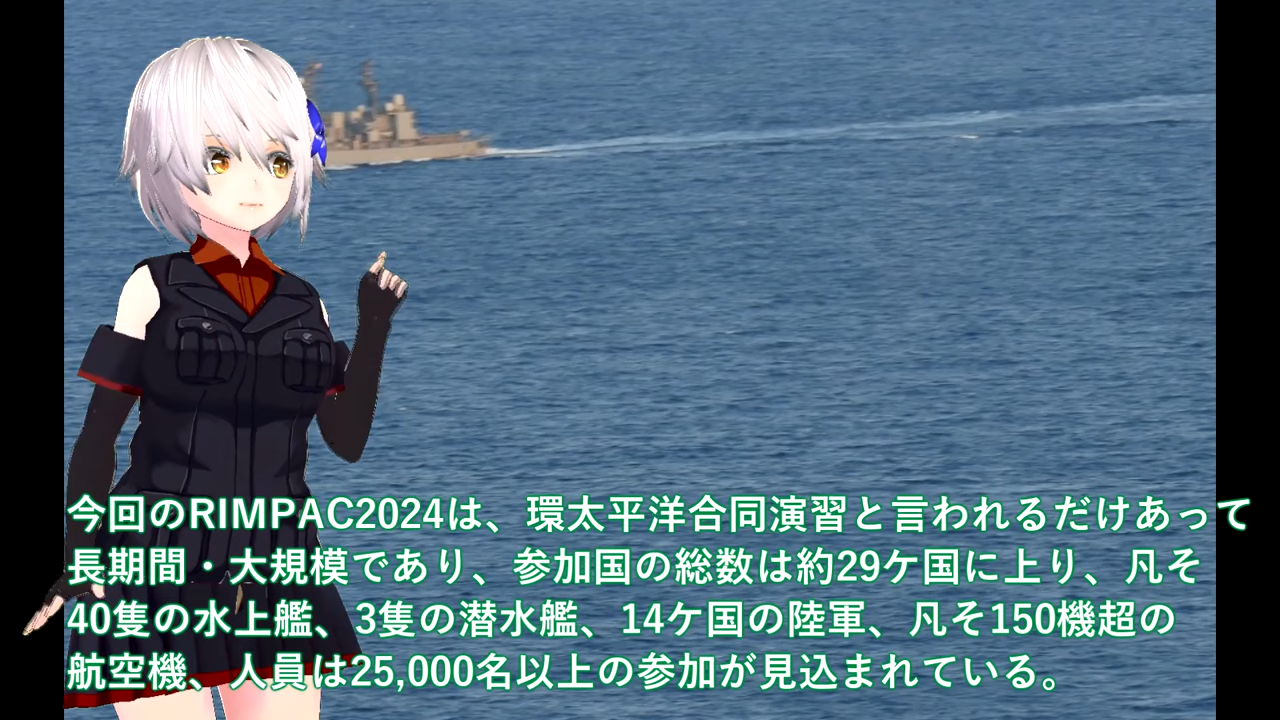 今回のRIMPAC2024は、環太平洋合同演習と言われるだけあって
長期間・大規模であり、参加国の総数は約29ケ国に上り、凡そ
40隻の水上艦、3隻の潜水艦、14ケ国の陸軍、凡そ150機超の
航空機、人員は25,000名以上の参加が見込まれている。